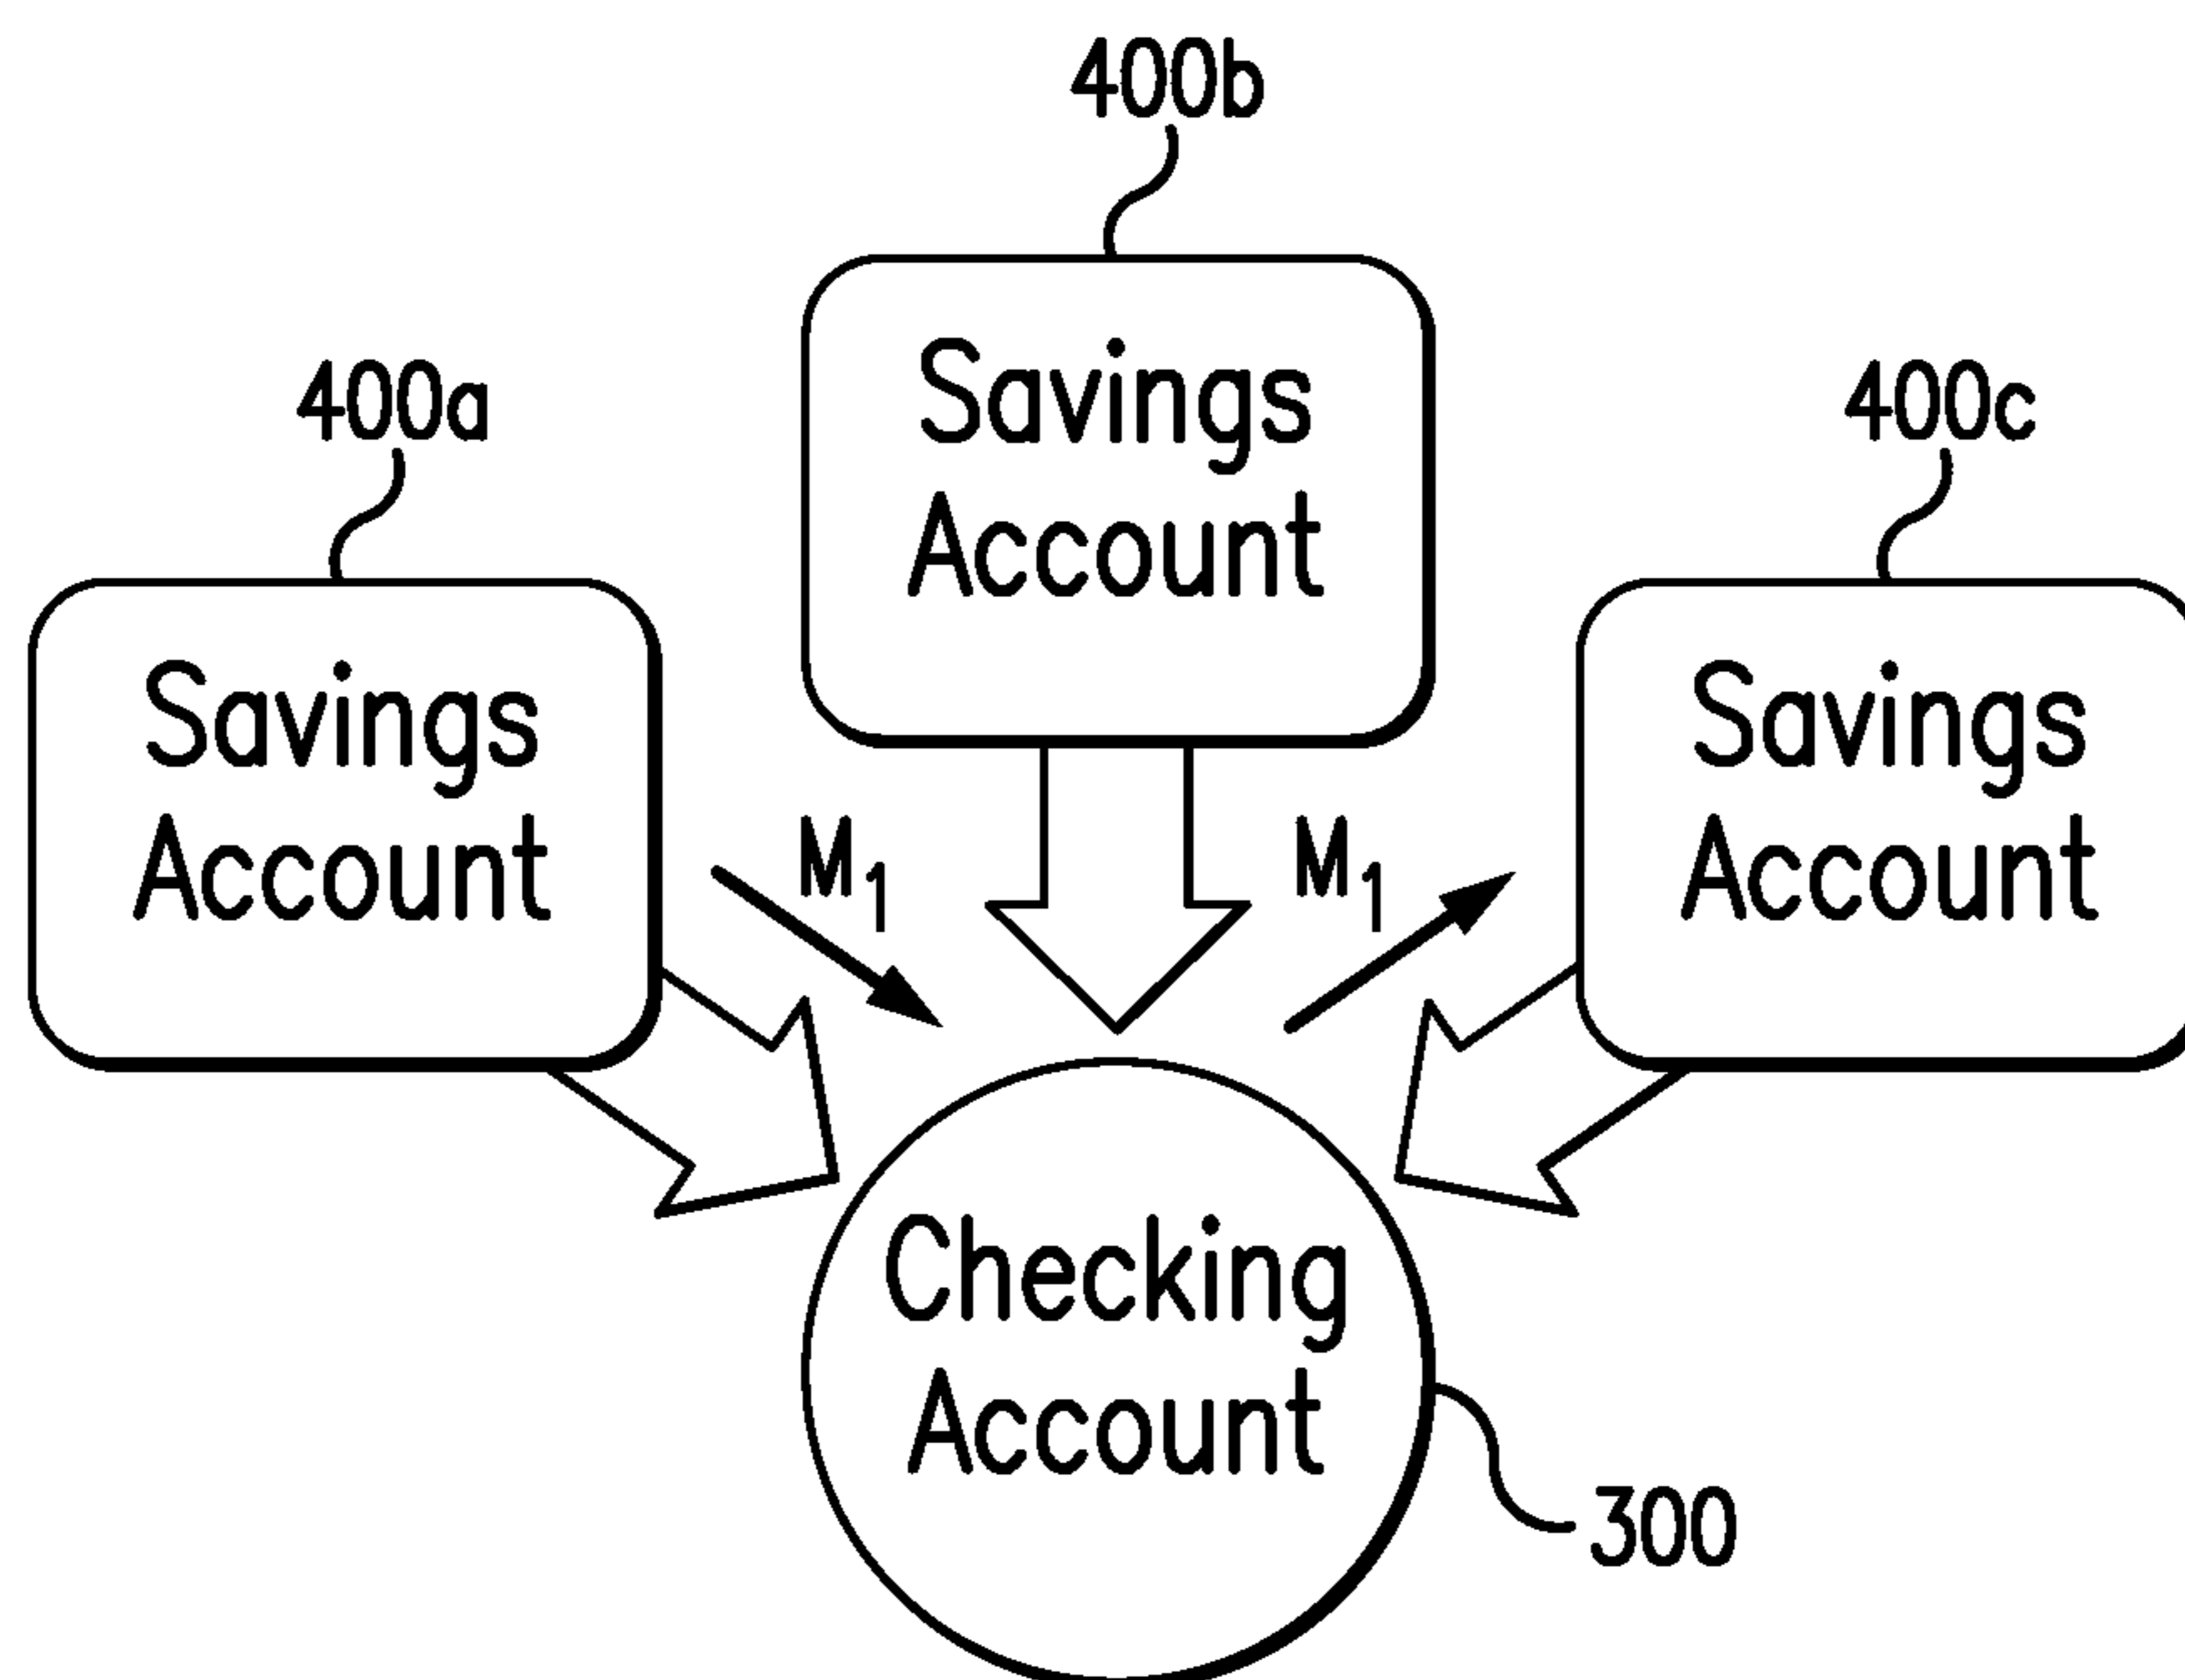 400b
400a
400c
Savings
Account
Savings
Account
Savings
Account
M1
M1
Checking
Account
300